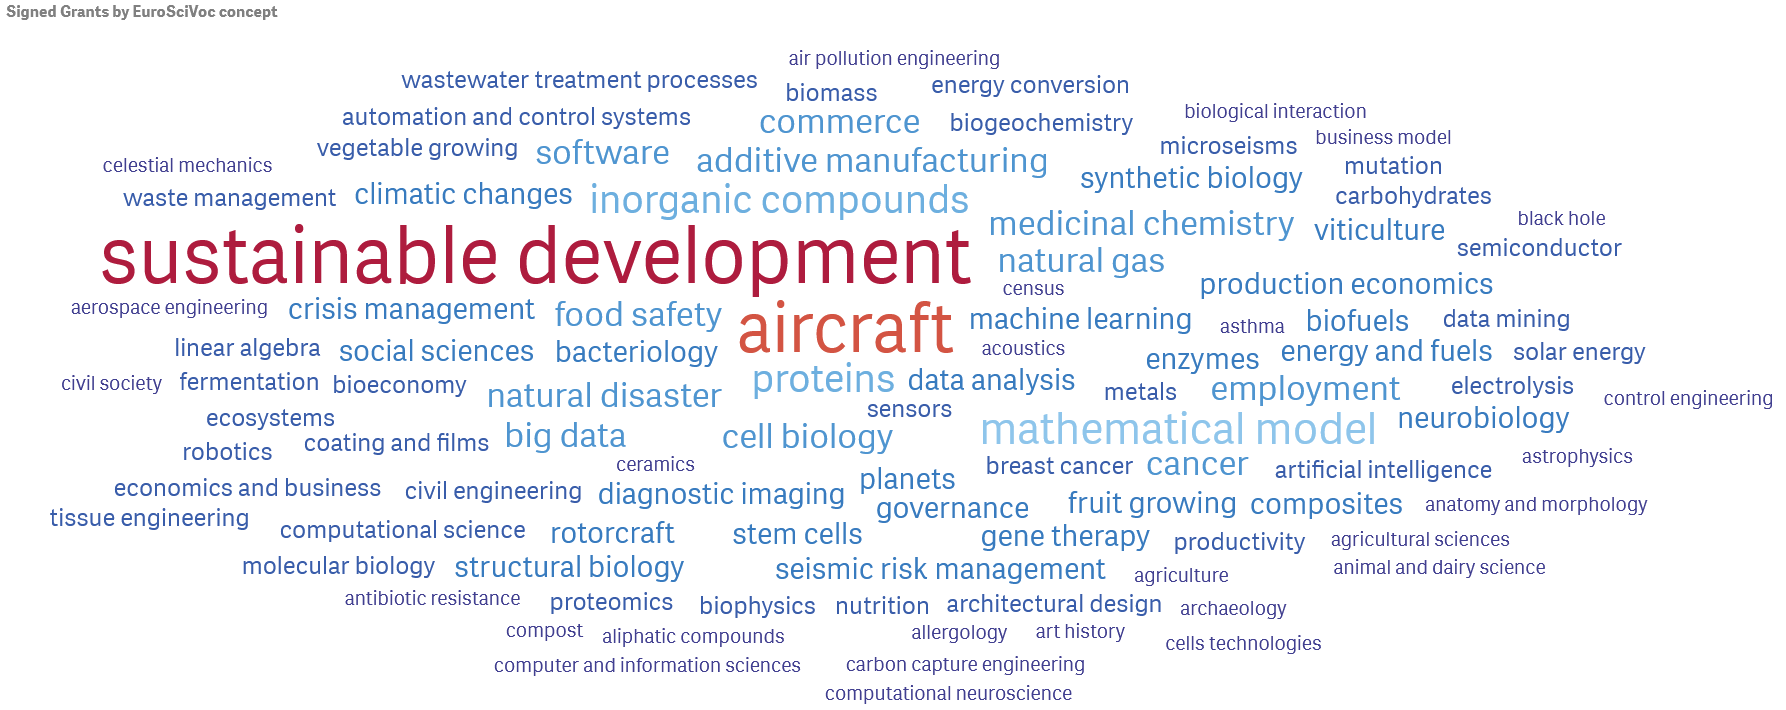 Signed Grants by EuroSciVoc concept
air pollution engineering
wastewater treatment processes
biomass
energy conversion
automation and control systems
commerce
biogeochemistry
biological interaction
vegetable growing
software
additive manufacturing
microseisms
business model
celestial mechanics
mutation
waste management
climatic changes
inorganic compounds
synthetic biology
carbohydrates
medicinal chemistry
viticulture
black hole
semiconductor
sustainable development
natural gas
production economics
census
aerospace engineering
crisis management
food safety
aircraft
machine learning
asthma
biofuels
data mining
linear algebra
social sciences
bacteriology
acoustics
enzymes
energy and fuels
solar energy
civil society
fermentation
bioeconomy
natural disaster
proteins
data analysis
metals
employment
electrolysis
control engineering
ecosystems
sensors
mathematical model
neurobiology
robotics
coating and films
big data
cell biology
ceramics
breast cancer
cancer
artificial intelligence
astrophysics
economics and business
civil engineering
diagnostic imaging
planets
governance
fruit growing
composites
anatomy and morphology
tissue engineering
computational science
rotorcraft
stem cells
gene therapy
productivity
agricultural sciences
molecular biology
structural biology
seismic risk management
agriculture
animal and dairy science
antibiotic resistance
proteomics
biophysics
nutrition
architectural design
archaeology
compost
aliphatic compounds
allergology
art history
cells technologies
computer and information sciences
carbon capture engineering
computational neuroscience